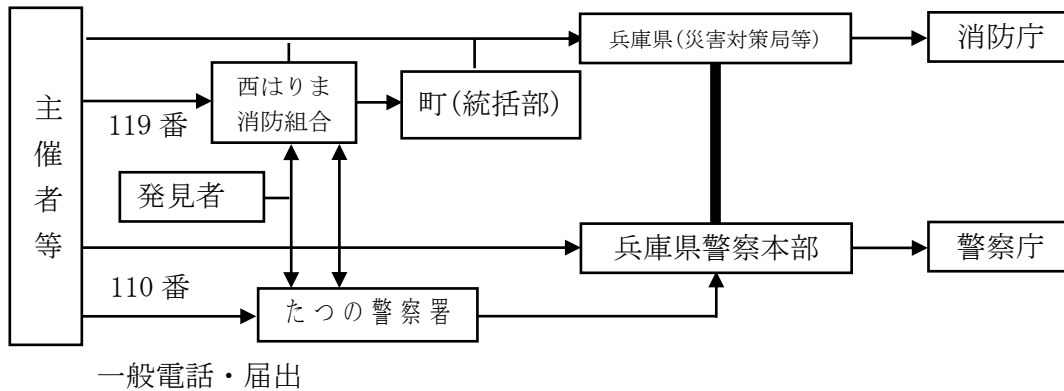 主催者等
兵庫県(災害対策局等)
消防庁
西はりま
消防組合
町(統括部)
119 番
発見者
兵庫県警察本部
警察庁
110 番
たつの警察署
一般電話・届出